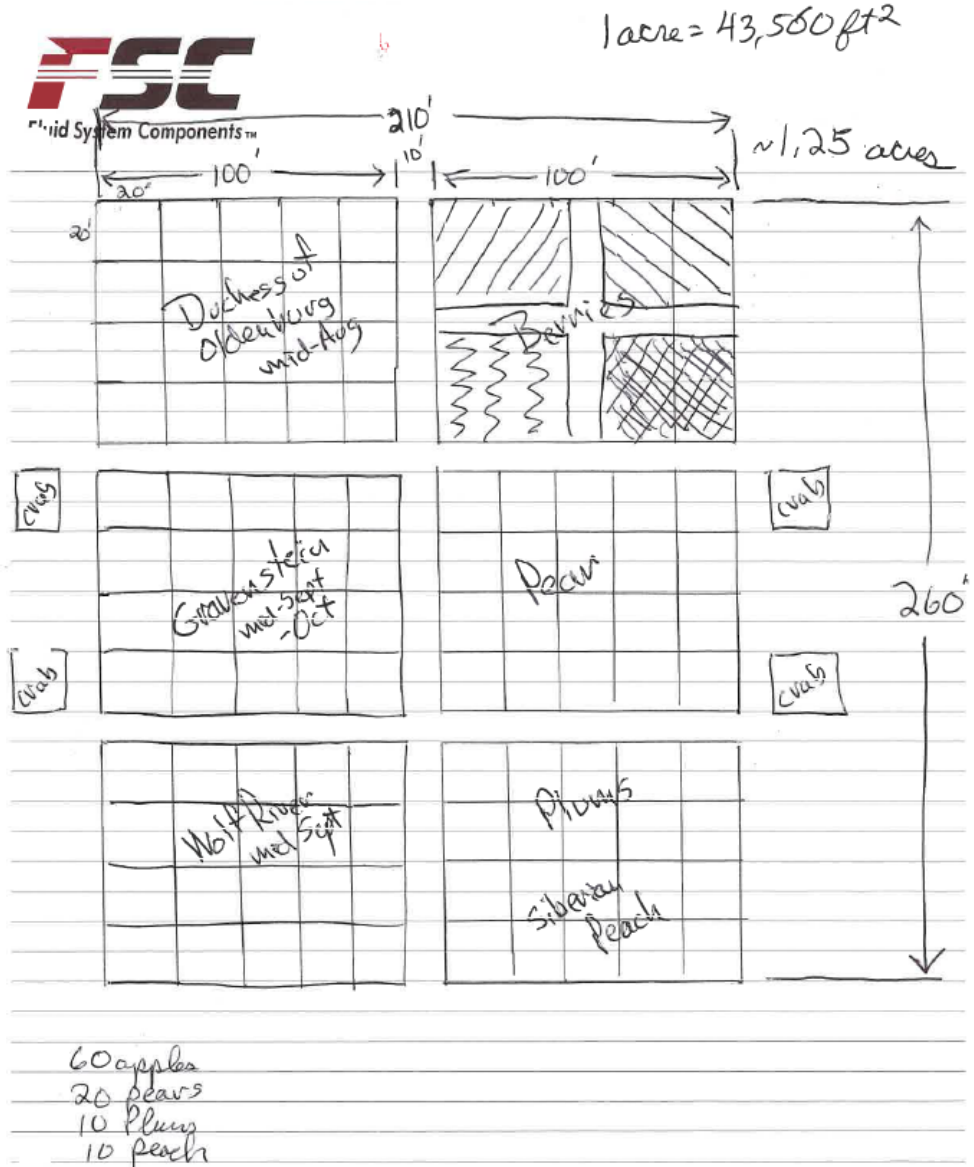 1 acre = 43,560 ft2
FSC
Fluid System Components™
210'
~1,25 acres
100'
10'
100'
20'
20'
Duchess of
Oldenburg
mid-Aug
Berries
crab
crab
Gravenstein
mid-Sept
-Oct
Pear
260'
crab
crab
Wolf River
mid Sept
Plums
Siberian
Peach
60 apples
20 pears
10 Plums
10 peach